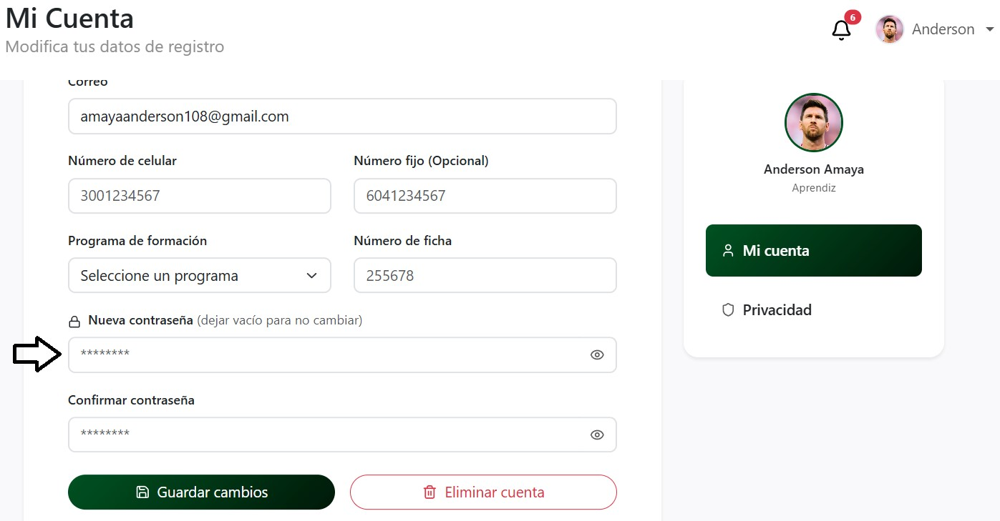 Mi Cuenta
Modifica tus datos de registro
6
Anderson
Correo
amayaanderson108@gmail.com
Número de celular
Número fijo (Opcional)
3001234567
6041234567
Programa de formación
Número de ficha
Seleccione un programa
255678
Nueva contraseña (dejar vacío para no cambiar)
********
Confirmar contraseña
********
Guardar cambios
Eliminar cuenta
Anderson Amaya
Aprendiz
Mi cuenta
Privacidad